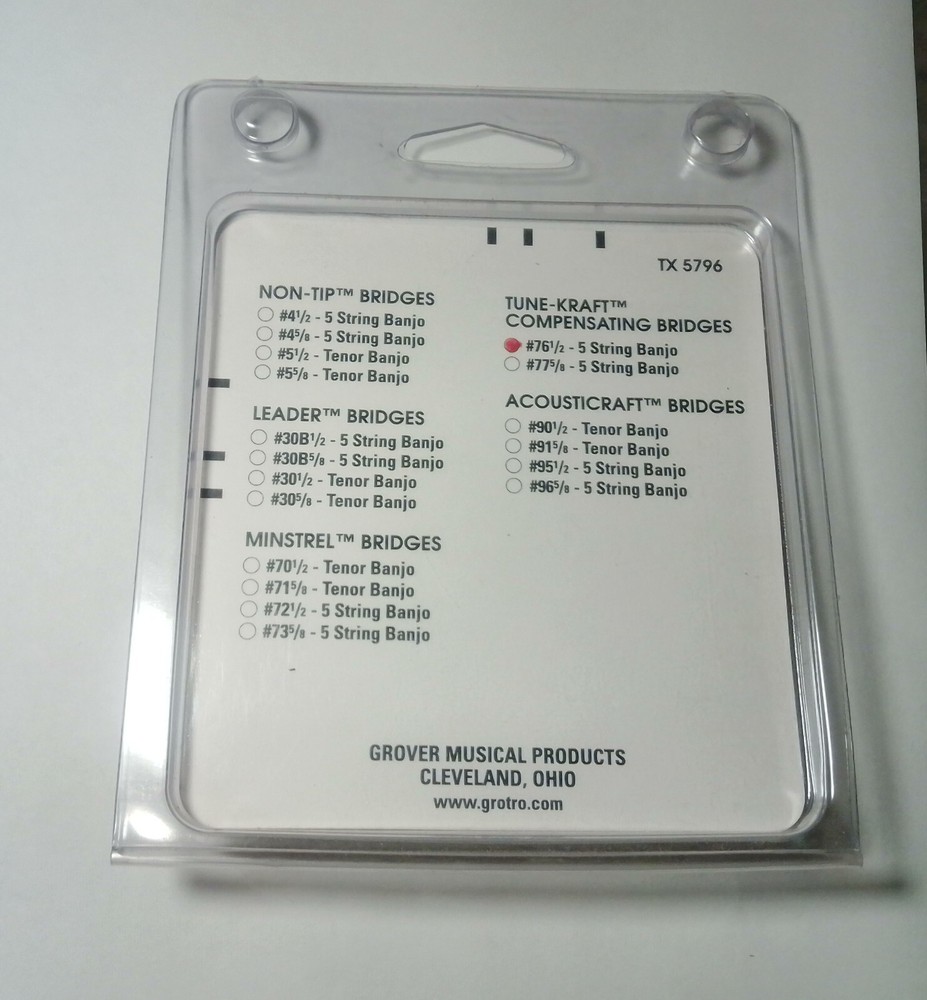 TX 5796
NON-TIP™ BRIDGES
#4½ - 5 String Banjo
#4⅝ - 5 String Banjo
#5½ - Tenor Banjo
#5⅝ - Tenor Banjo
LEADER™ BRIDGES
#30B½ - 5 String Banjo
#30B⅝ - 5 String Banjo
#30½ - Tenor Banjo
#30⅝ - Tenor Banjo
MINSTREL™ BRIDGES
#70½ - Tenor Banjo
#71⅝ - Tenor Banjo
#72½ - 5 String Banjo
#73⅝ - 5 String Banjo
TUNE-KRAFT™
COMPENSATING BRIDGES
#76½ - 5 String Banjo
#77⅝ - 5 String Banjo
ACOUSTICRAFT™ BRIDGES
#90½ - Tenor Banjo
#91⅝ - Tenor Banjo
#95½ - 5 String Banjo
#96⅝ - 5 String Banjo
GROVER MUSICAL PRODUCTS
CLEVELAND, OHIO
www.grotro.com